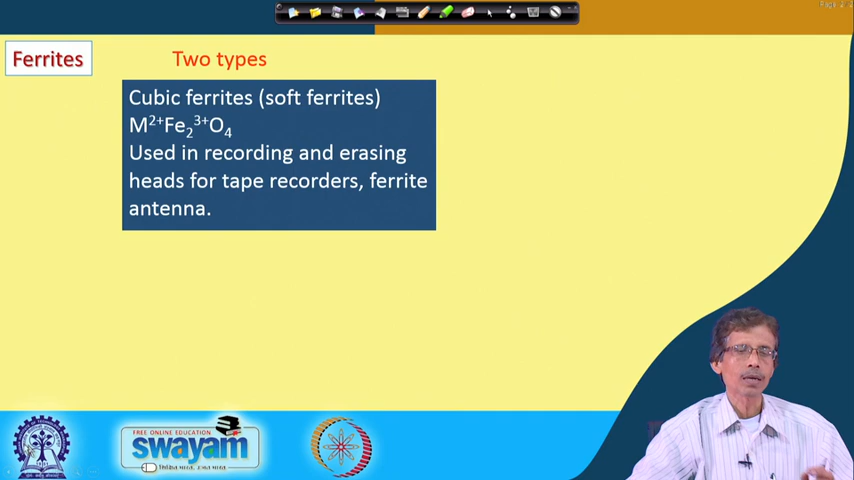 Ferrites
Two types
Cubic ferrites (soft ferrites)
M²⁺Fe₂³⁺O₄
Used in recording and erasing
heads for tape recorders, ferrite
antenna.
FREE ONLINE EDUCATION
swayam